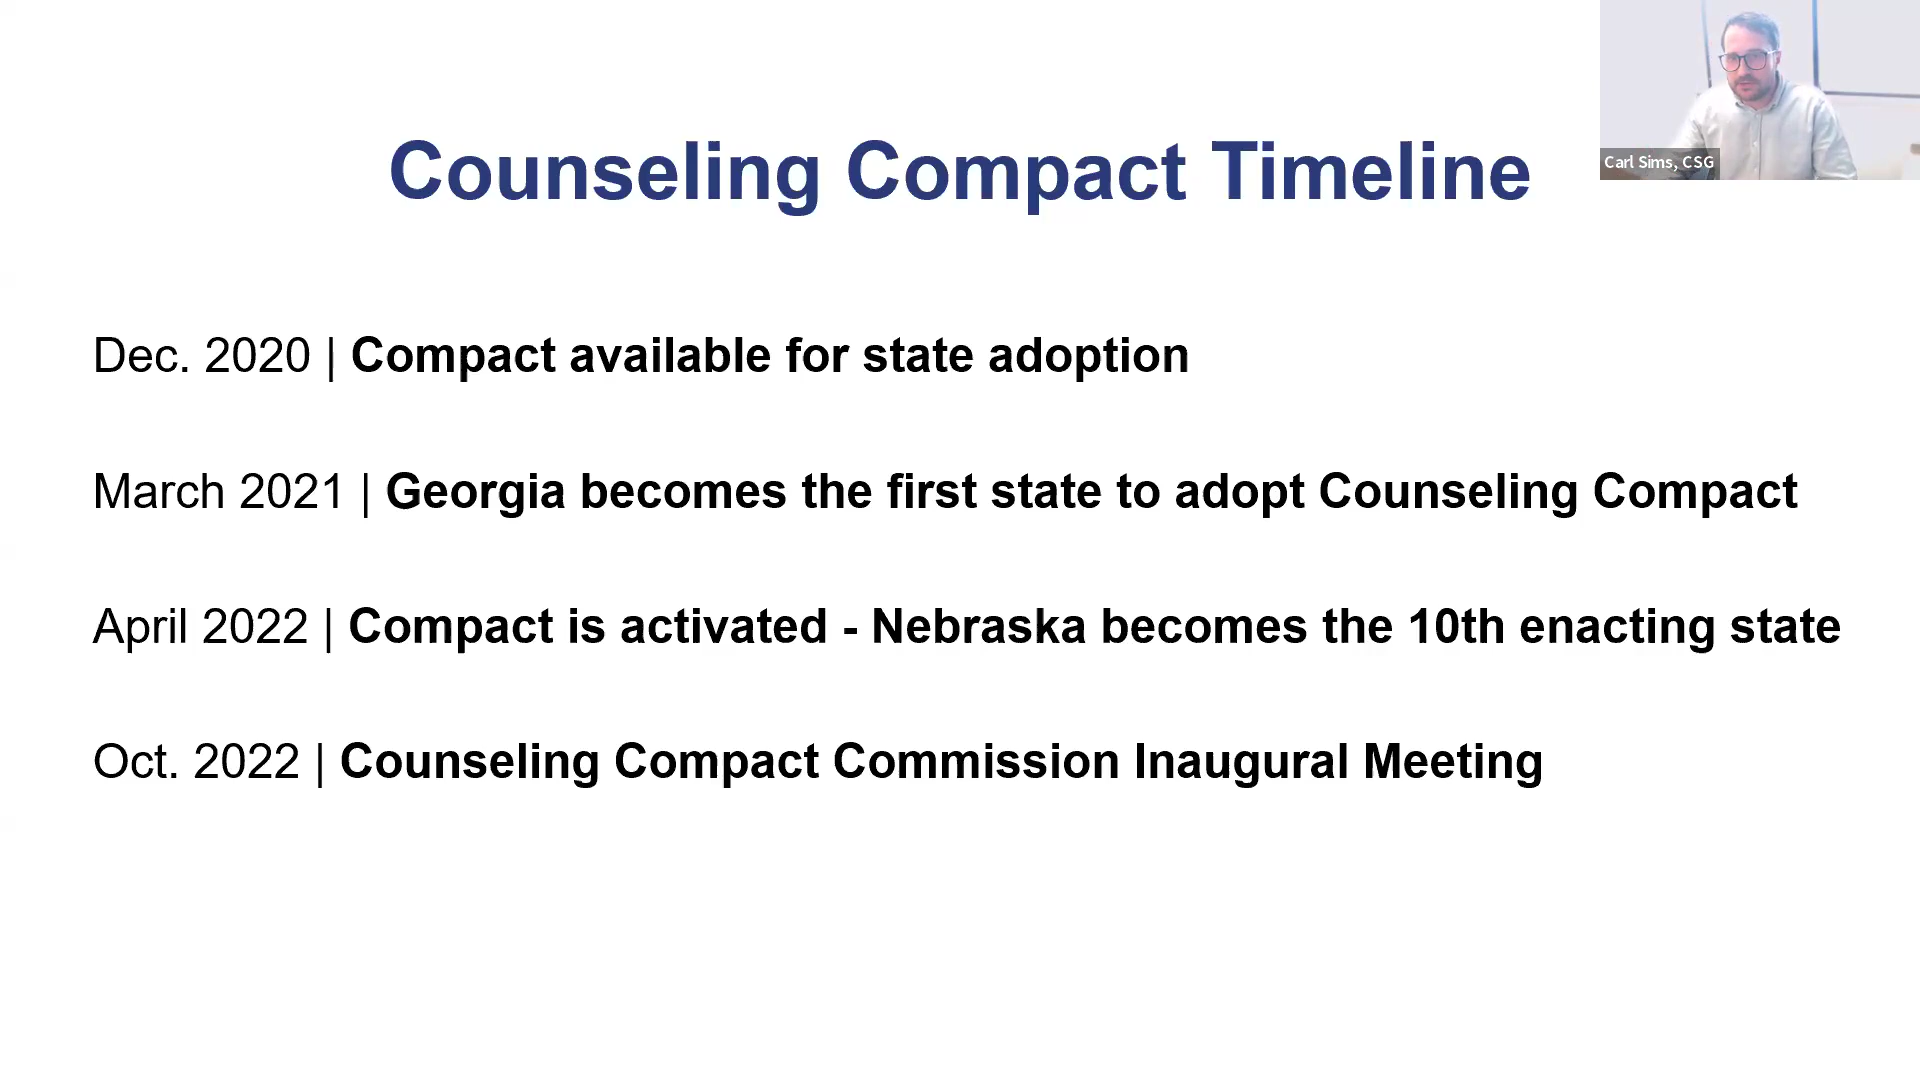 Counseling Compact Timeline
Carl Sims, CSG
Dec. 2020 | Compact available for state adoption
March 2021 | Georgia becomes the first state to adopt Counseling Compact
April 2022 | Compact is activated - Nebraska becomes the 10th enacting state
Oct. 2022 | Counseling Compact Commission Inaugural Meeting